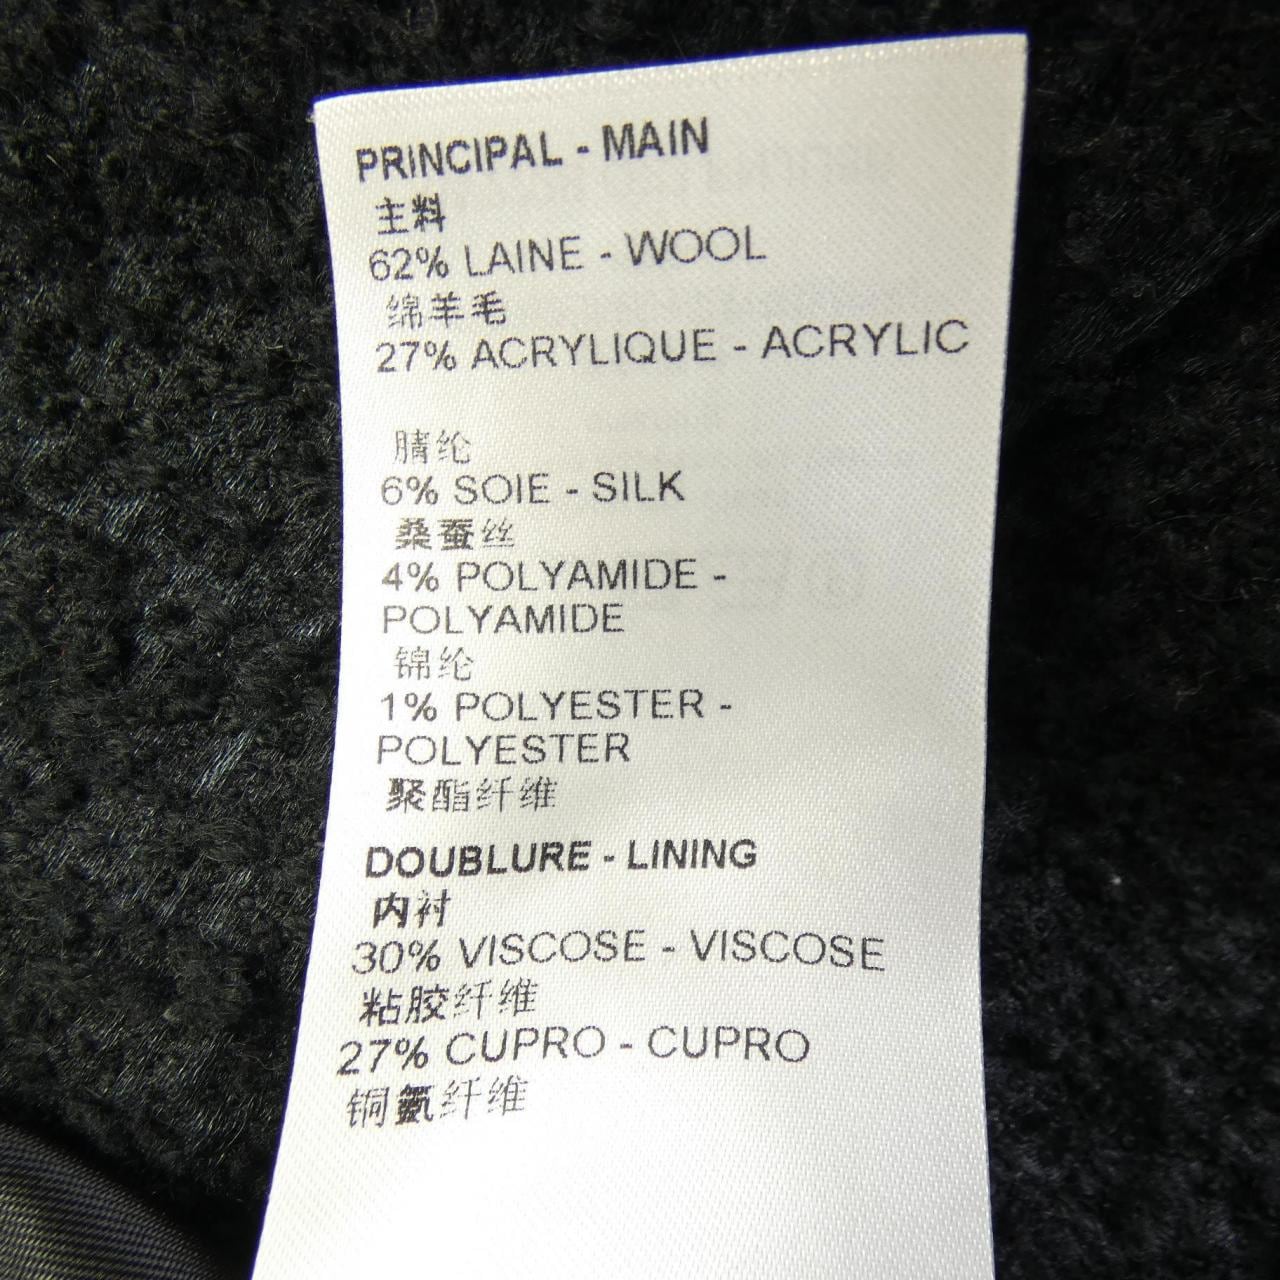 PRINCIPAL - MAIN
主料
62% LAINE - WOOL
绵羊毛
27% ACRYLIQUE - ACRYLIC
腈纶
6% SOIE - SILK
桑蚕丝
4% POLYAMIDE -
POLYAMIDE
锦纶
1% POLYESTER -
POLYESTER
聚酯纤维
DOUBLURE - LINING
内衬
30% VISCOSE - VISCOSE
粘胶纤维
27% CUPRO - CUPRO
铜氨纤维